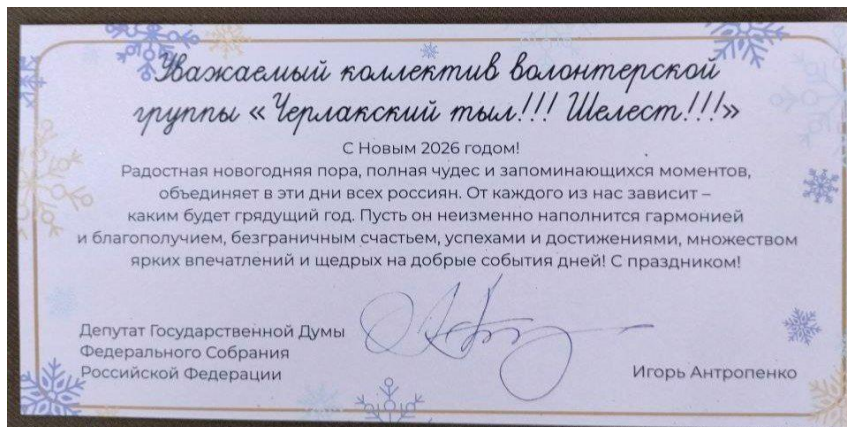 Уважаемый коллектив волонтерской
группы «Черлакский тыл!!! Шелест!!!»
С Новым 2026 годом!
Радостная новогодняя пора, полная чудес и запоминающихся моментов,
объединяет в эти дни всех россиян. От каждого из нас зависит –
каким будет грядущий год. Пусть он неизменно наполнится гармонией
и благополучием, безграничным счастьем, успехами и достижениями, множеством
ярких впечатлений и щедрых на добрые события дней! С праздником!
Депутат Государственной Думы
Федерального Собрания
Российской Федерации
Игорь Антропенко